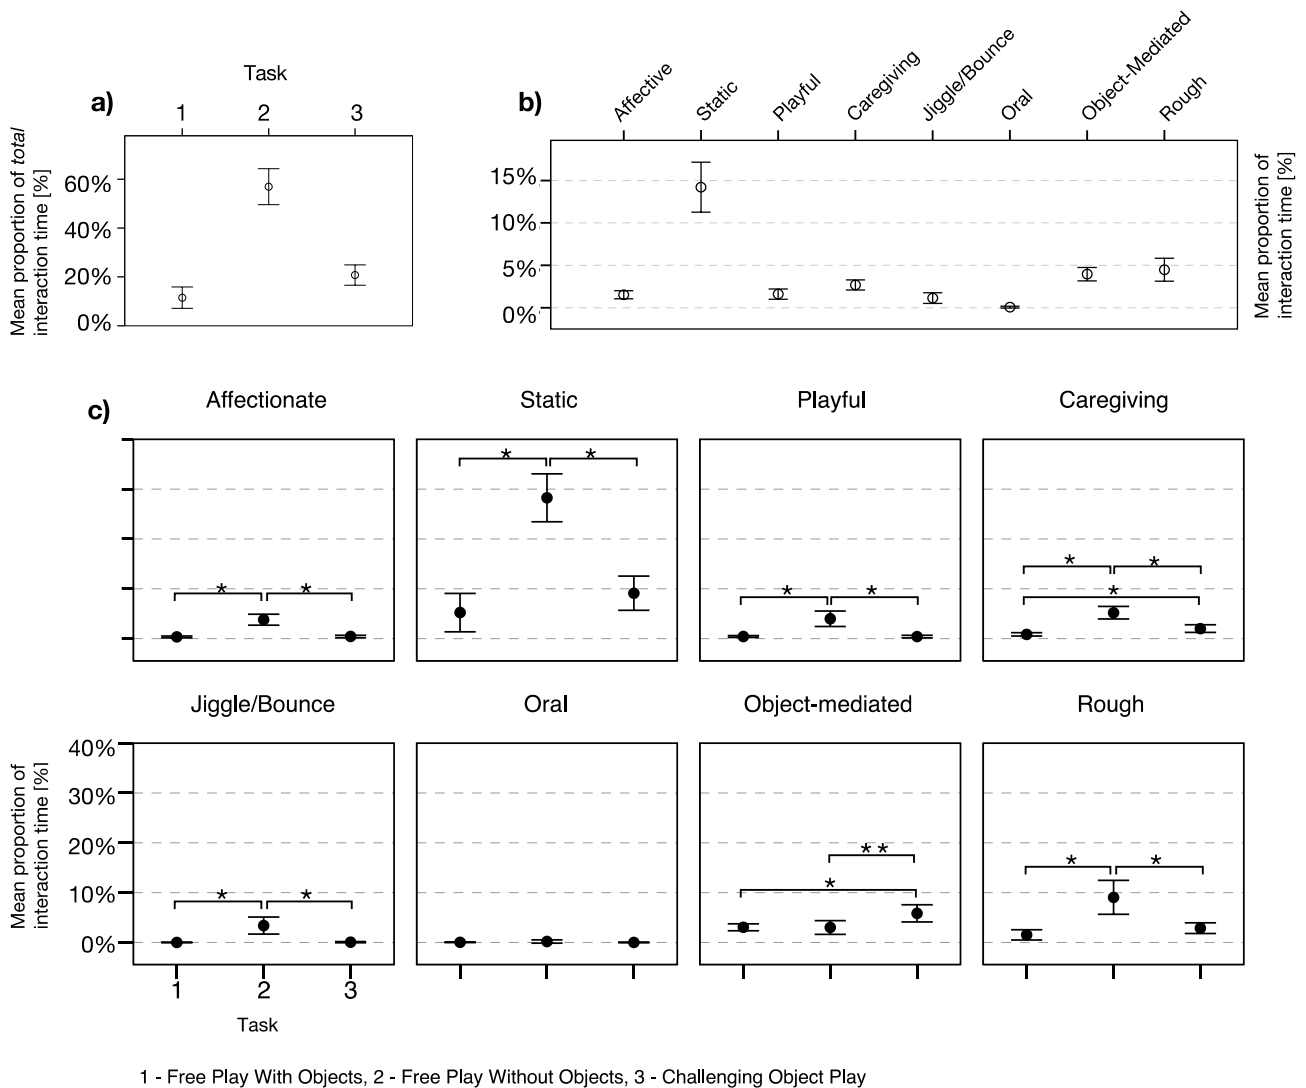 a)
Task
1 2 3
Mean proportion of total
interaction time [%]
60%
40%
20%
0%
b)
Affective
Static
Playful
Caregiving
Jiggle/Bounce
Oral
Object-Mediated
Rough
15%
10%
5%
0%
Mean proportion of
interaction time [%]
c)
Affectionate
Static
Playful
Caregiving
* *
* *
* *
* *
*
Jiggle/Bounce
Oral
Object-mediated
Rough
Mean proportion of
interaction time [%]
40%
30%
20%
10%
0%
* *
* *
*
* *
1 2 3
Task
1 - Free Play With Objects, 2 - Free Play Without Objects, 3 - Challenging Object Play